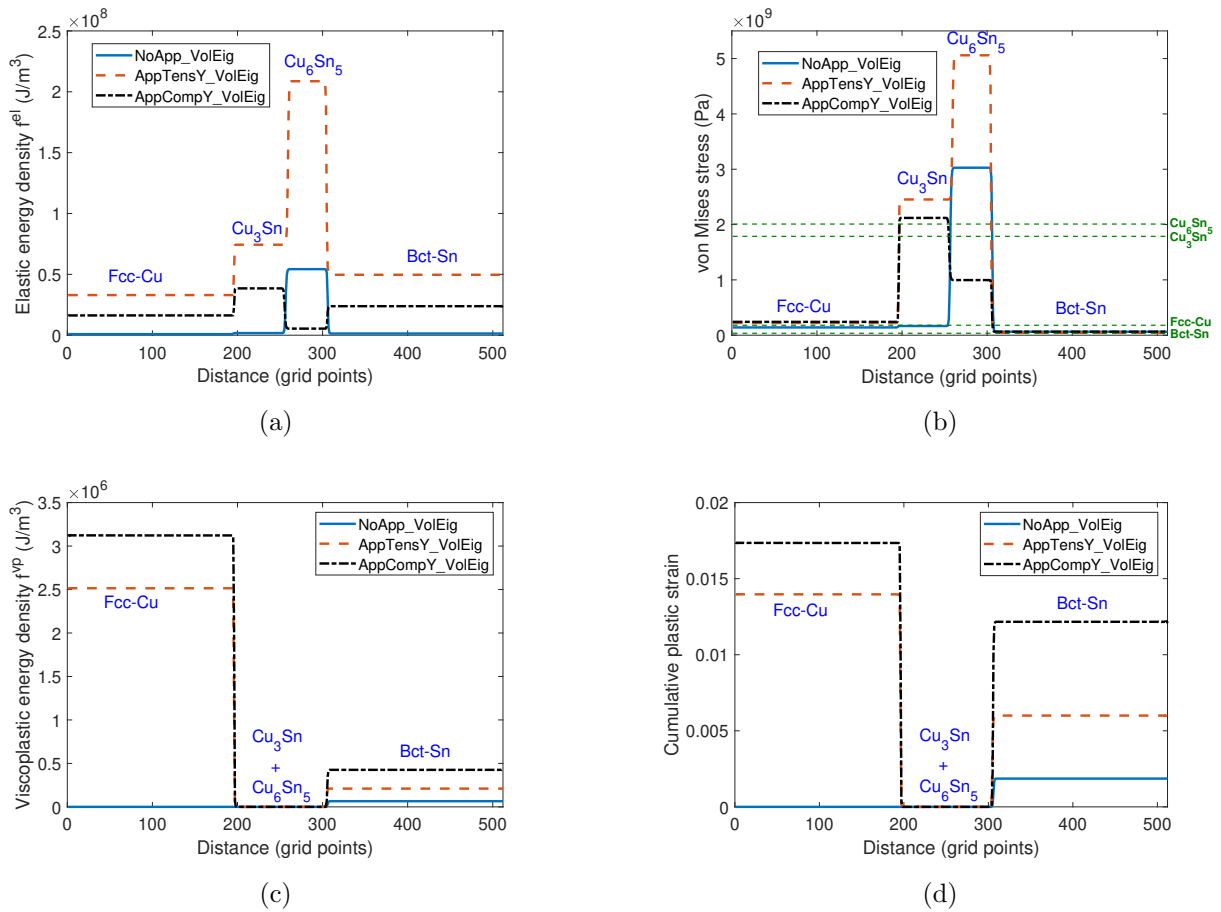 ×10⁸
2.5
2
1.5
1
0.5
0
0 100 200 300 400 500
Elastic energy density fᵉˡ (J/m³)
Distance (grid points)
NoApp_VolEig
AppTensY_VolEig
AppCompY_VolEig
Cu₆Sn₅
Cu₃Sn
Fcc-Cu
Bct-Sn
(a)
×10⁹
5
4
3
2
1
0
0 100 200 300 400 500
von Mises stress (Pa)
Distance (grid points)
NoApp_VolEig
AppTensY_VolEig
AppCompY_VolEig
Cu₆Sn₅
Cu₃Sn
Fcc-Cu
Bct-Sn
Cu₆Sn₅
Cu₃Sn
Fcc-Cu
Bct-Sn
(b)
×10⁶
3.5
3
2.5
2
1.5
1
0.5
0
0 100 200 300 400 500
Viscoplastic energy density fᵛᵖ (J/m³)
Distance (grid points)
NoApp_VolEig
AppTensY_VolEig
AppCompY_VolEig
Fcc-Cu
Cu₃Sn
+
Cu₆Sn₅
Bct-Sn
(c)
0.02
0.015
0.01
0.005
0
0 100 200 300 400 500
Cumulative plastic strain
Distance (grid points)
NoApp_VolEig
AppTensY_VolEig
AppCompY_VolEig
Fcc-Cu
Bct-Sn
Cu₃Sn
+
Cu₆Sn₅
(d)